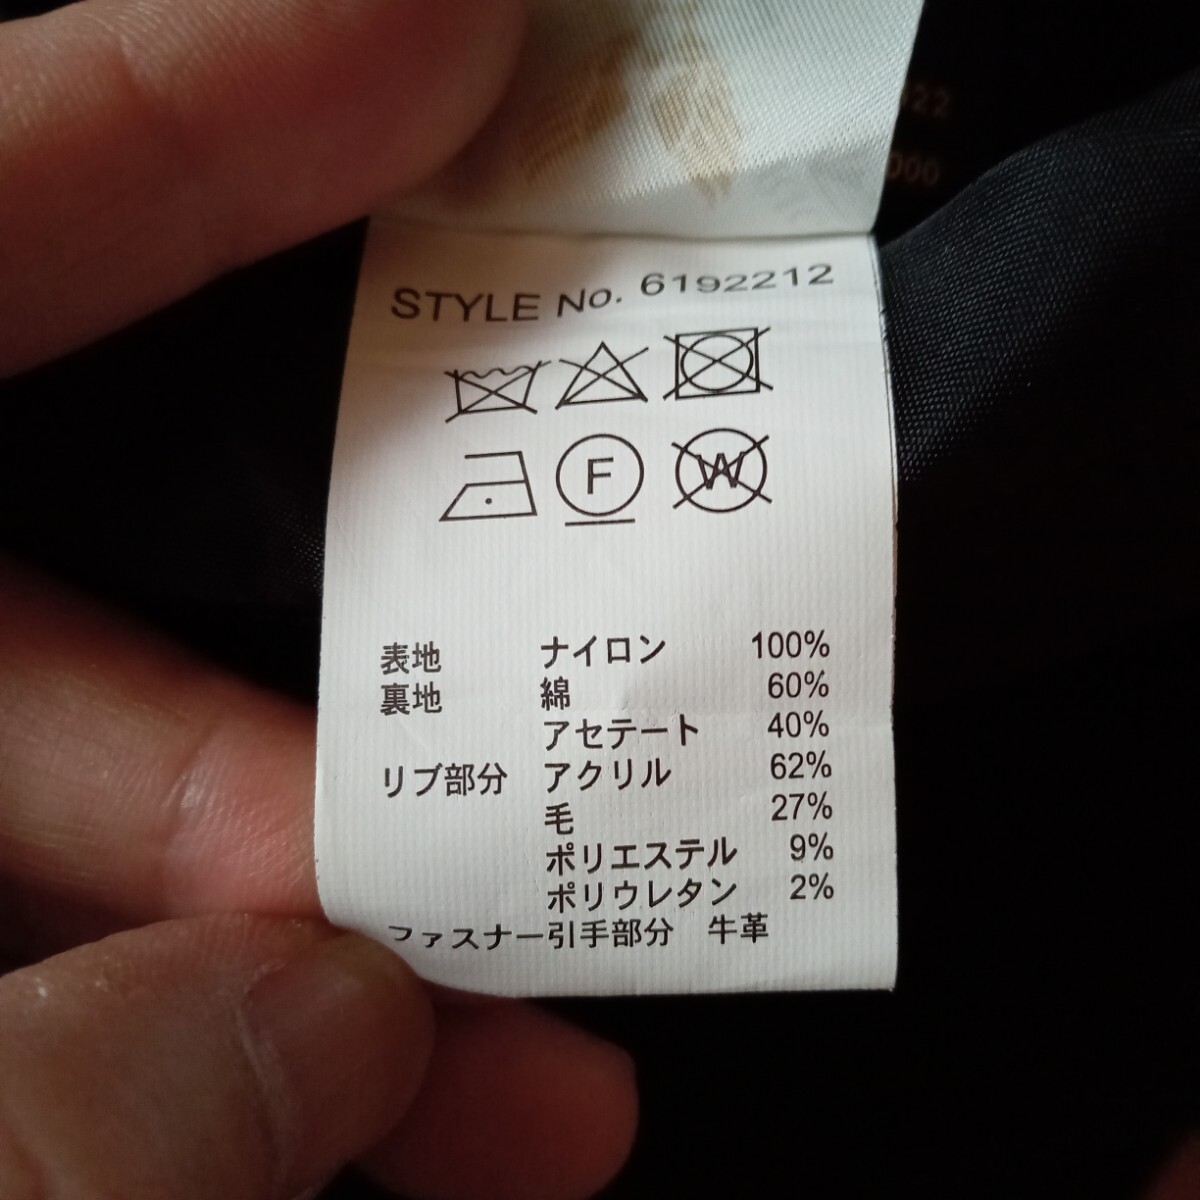 22
000
STYLE No. 6192212
F W
表地 ナイロン 100%
裏地 綿 60%
アセテート 40%
リブ部分 アクリル 62%
毛 27%
ポリエステル 9%
ポリウレタン 2%
ファスナー引手部分 牛革